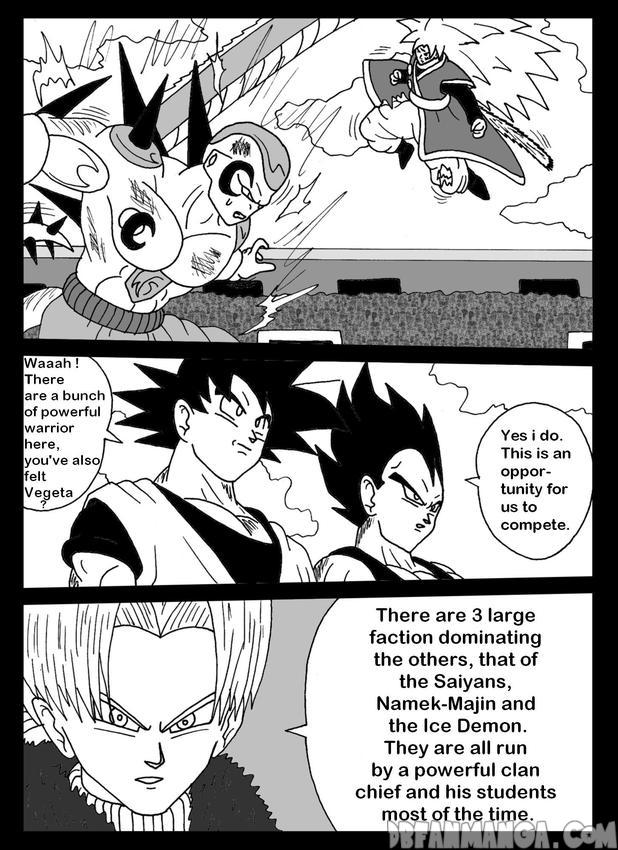 Waaah !
There
are a bunch
of powerful
warrior
here,
you've also
felt
Vegeta
?
Yes i do.
This is an
oppor-
tunity for
us to
compete.
There are 3 large
faction dominating
the others, that of
the Saiyans,
Namek-Majin and
the Ice Demon.
They are all run
by a powerful clan
chief and his students
most of the time.
DBFANMANGA.COM